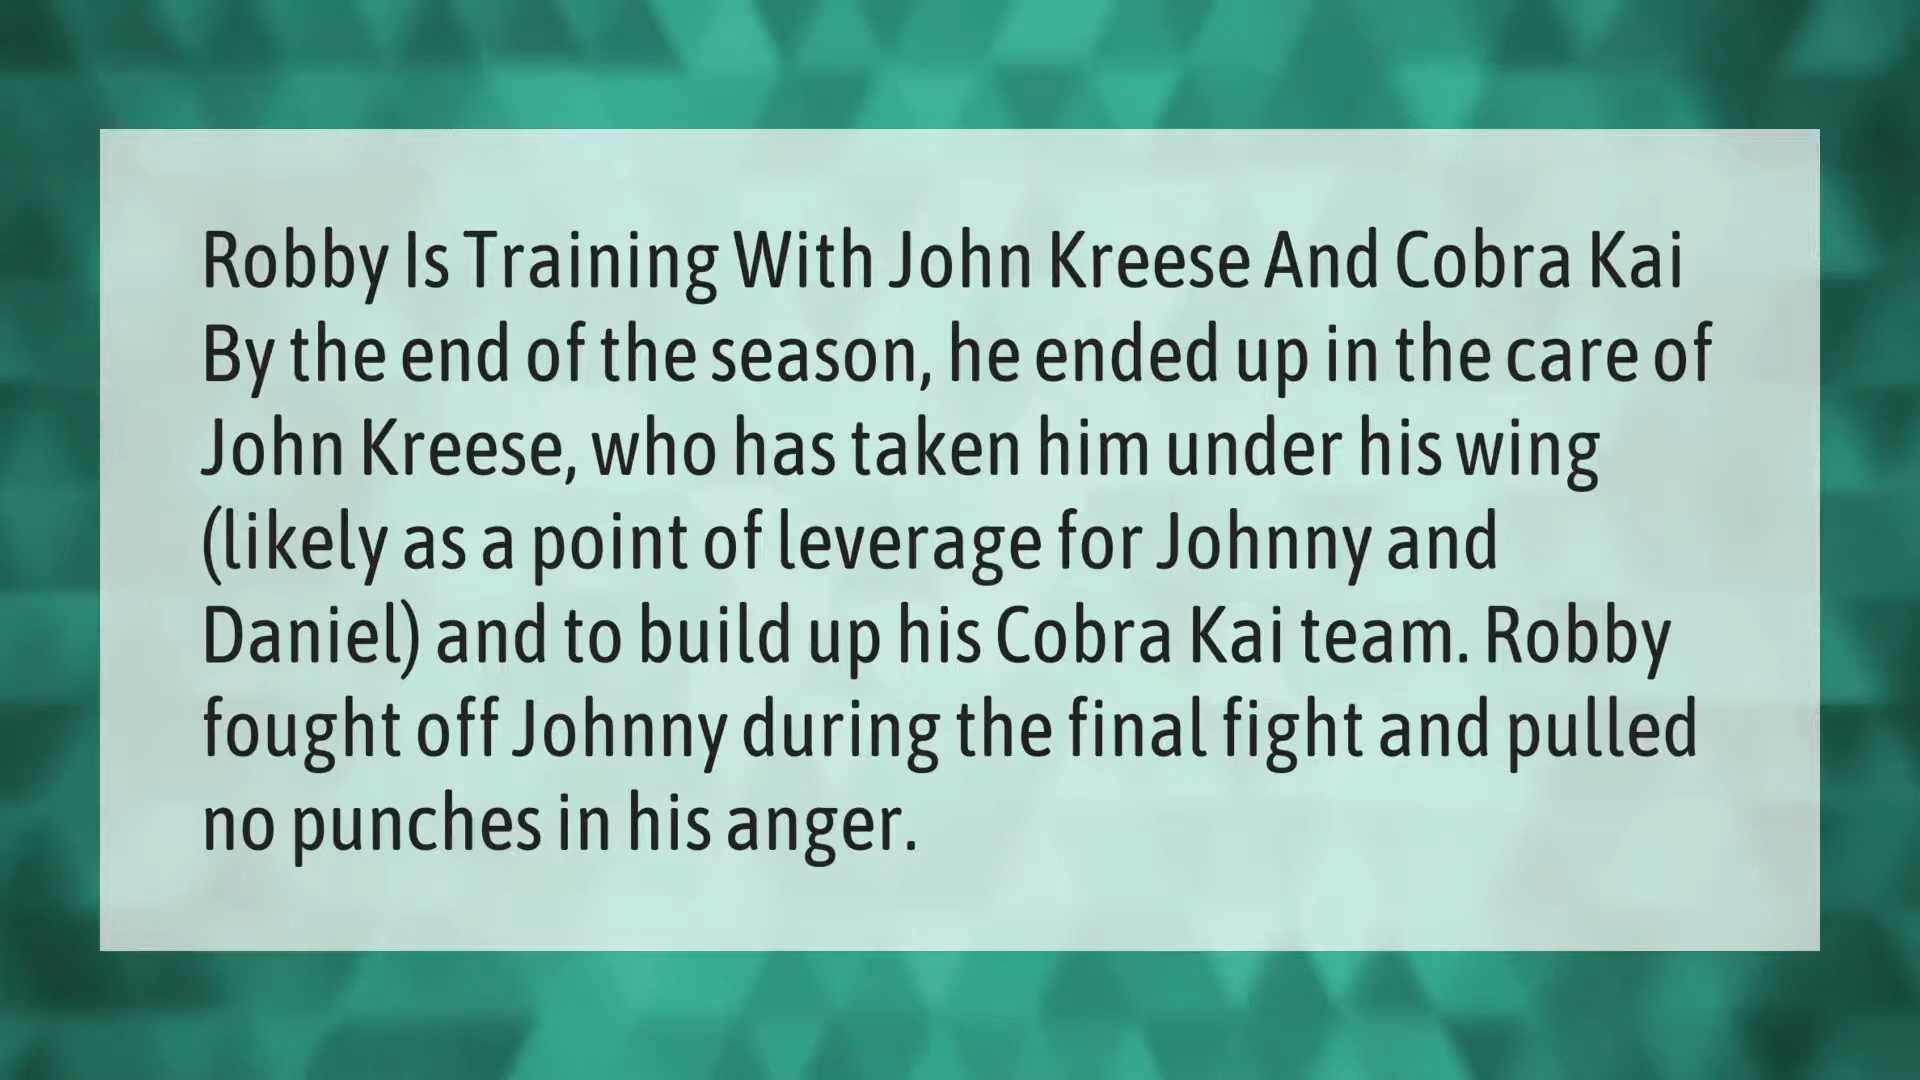 Robby Is Training With John Kreese And Cobra Kai
By the end of the season, he ended up in the care of
John Kreese, who has taken him under his wing
(likely as a point of leverage for Johnny and
Daniel) and to build up his Cobra Kai team. Robby
fought off Johnny during the final fight and pulled
no punches in his anger.